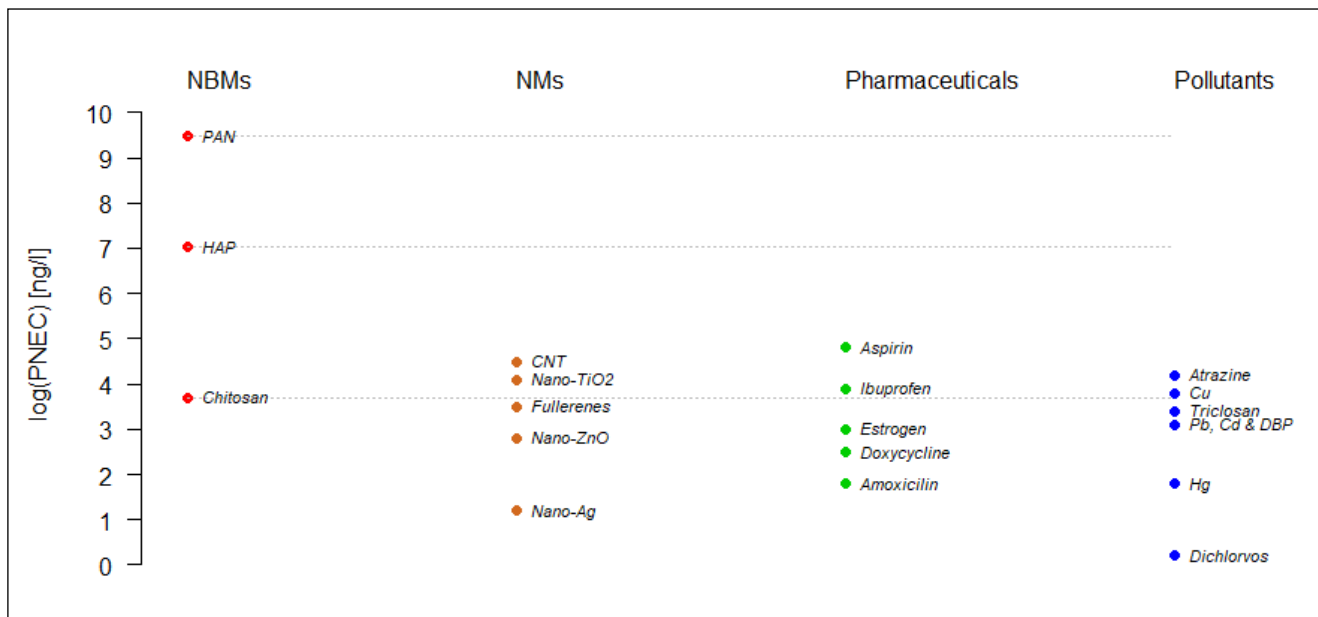 NBMs
NMs
Pharmaceuticals
Pollutants
log(PNEC) [ng/l]
10
9
8
7
6
5
4
3
2
1
0
PAN
HAP
Chitosan
CNT
Nano-TiO2
Fullerenes
Nano-ZnO
Nano-Ag
Aspirin
Ibuprofen
Estrogen
Doxycycline
Amoxicilin
Atrazine
Cu
Triclosan
Pb, Cd & DBP
Hg
Dichlorvos